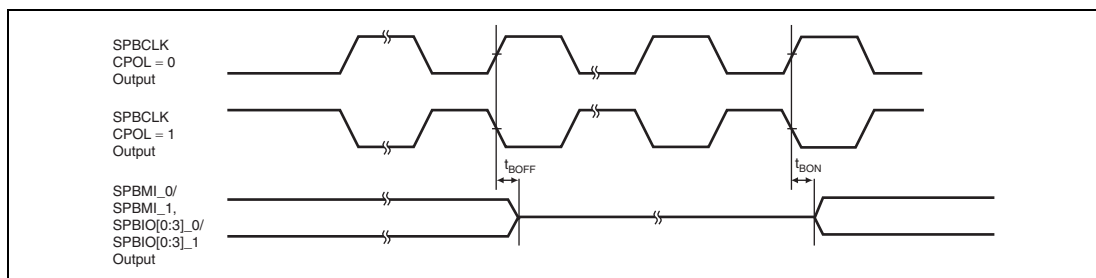 SPBCLK
CPOL = 0
Output
SPBCLK
CPOL = 1
Output
tBOFF
tBON
SPBMI_0/
SPBMI_1,
SPBIO[0:3]_0/
SPBIO[0:3]_1
Output